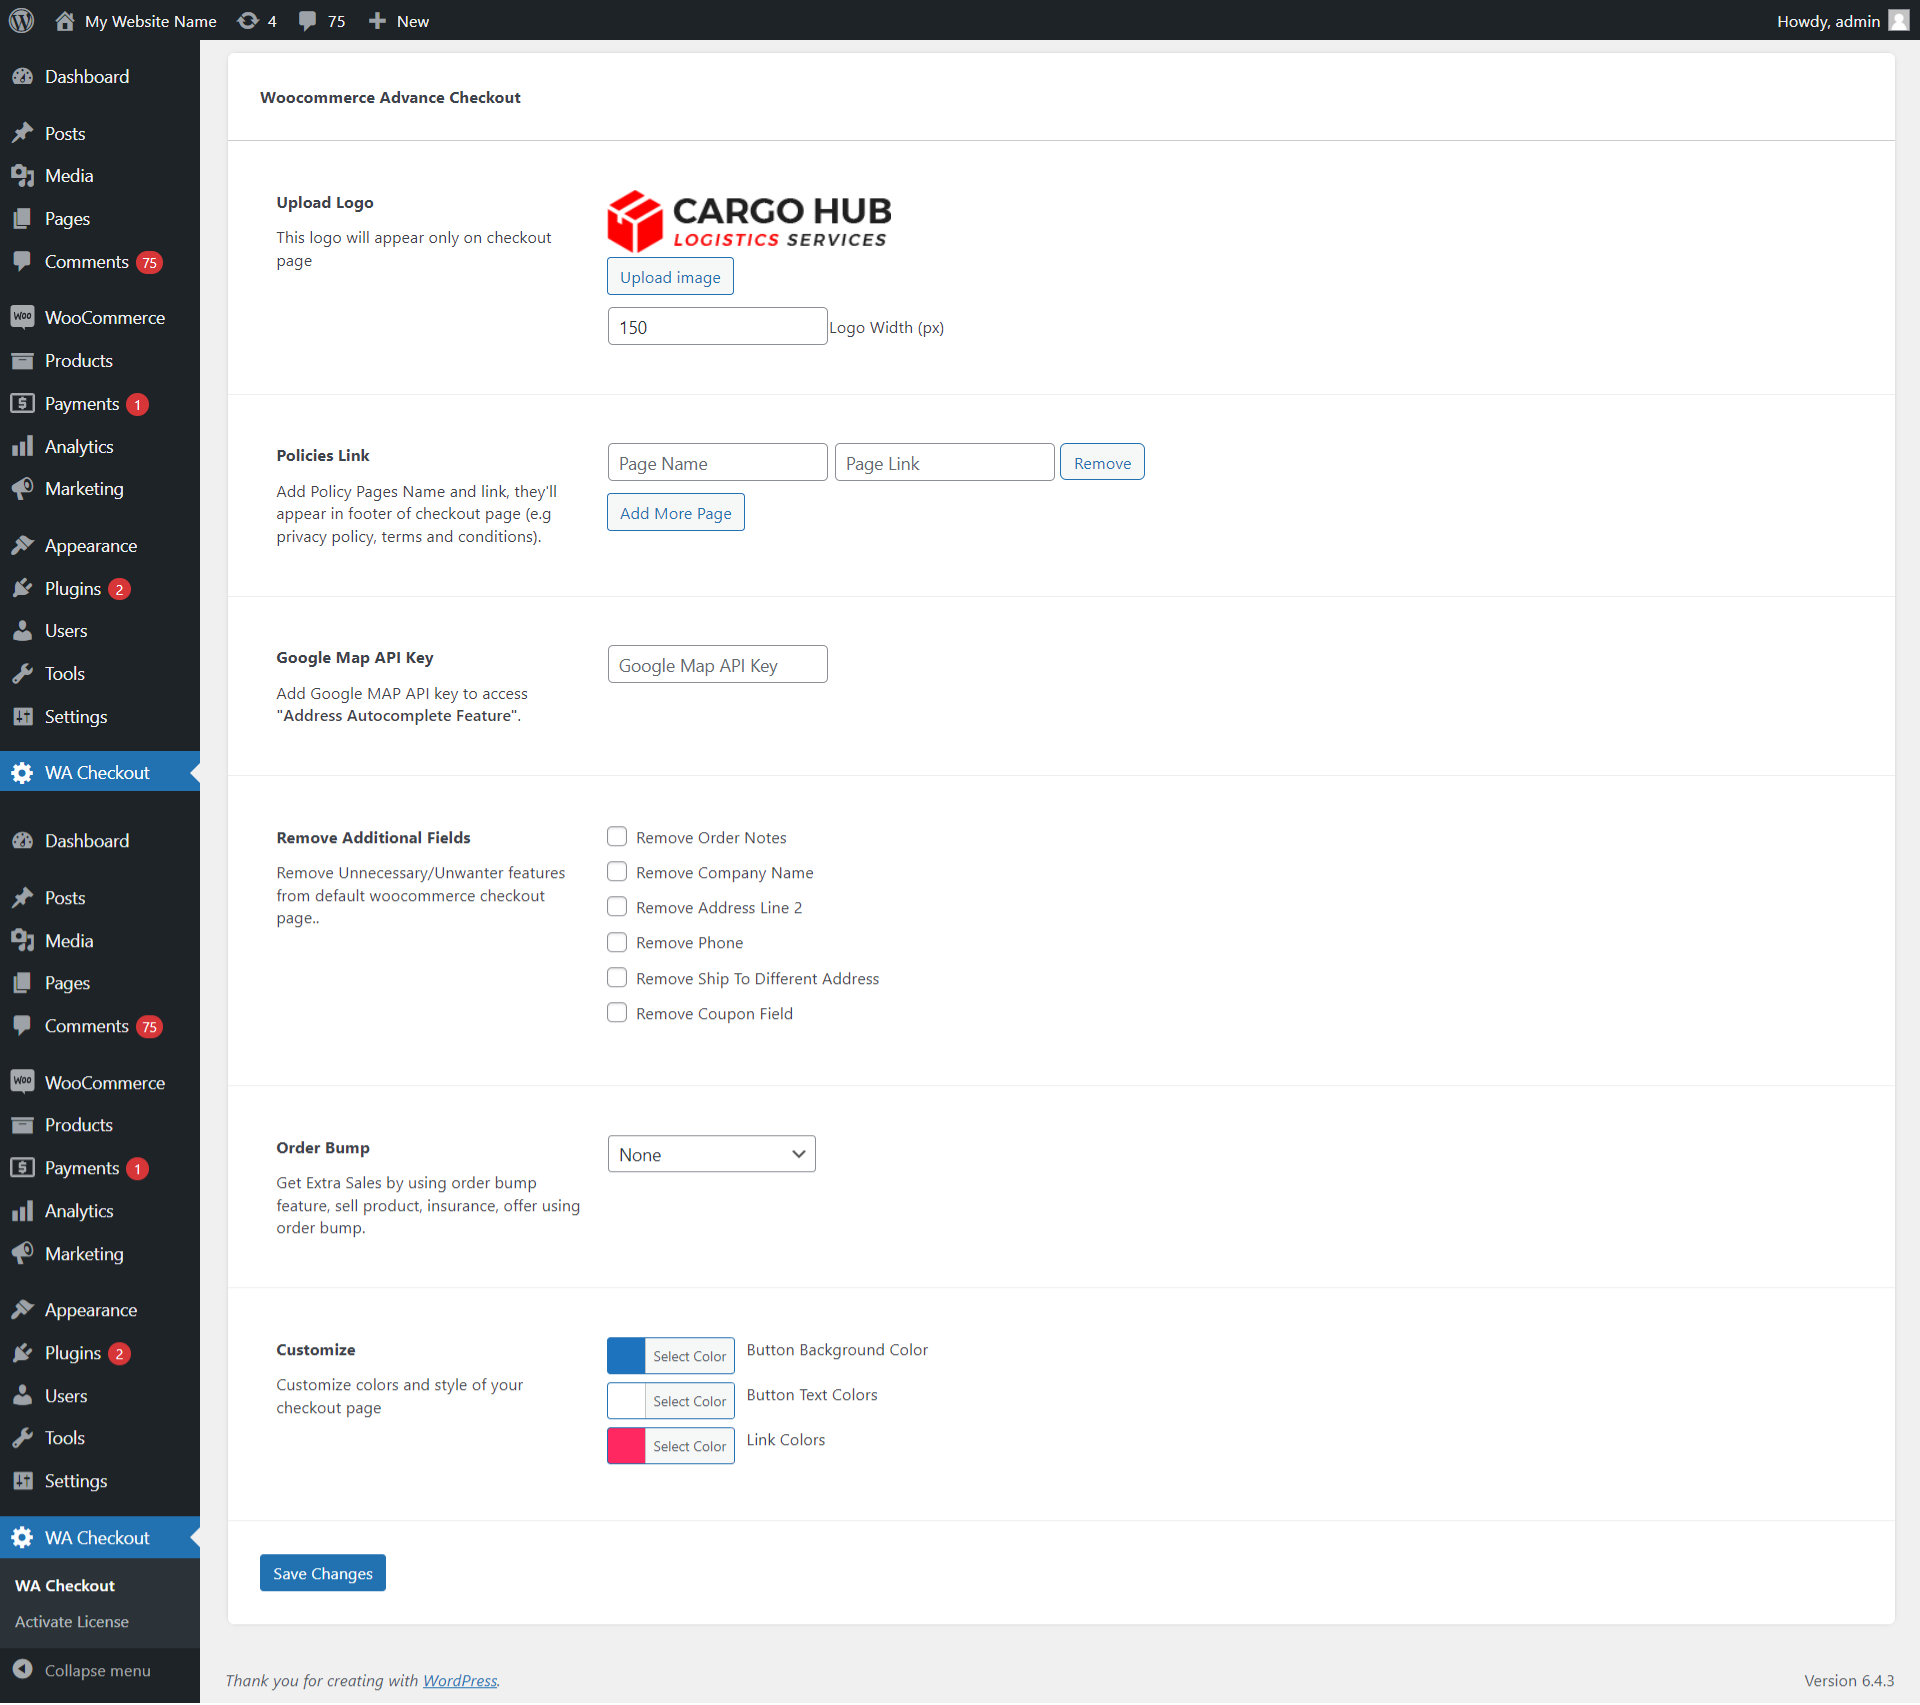 My Website Name 4 75 New Howdy, admin
Dashboard
Posts
Media
Pages
Comments 75
WooCommerce
Products
Payments 1
Analytics
Marketing
Appearance
Plugins 2
Users
Tools
Settings
WA Checkout
Dashboard
Posts
Media
Pages
Comments 75
WooCommerce
Products
Payments 1
Analytics
Marketing
Appearance
Plugins 2
Users
Tools
Settings
WA Checkout
WA Checkout
Activate License
Collapse menu
Woocommerce Advance Checkout
Upload Logo
This logo will appear only on checkout
page
CARGO HUB
LOGISTICS SERVICES
Upload image
150 Logo Width (px)
Policies Link
Add Policy Pages Name and link, they'll
appear in footer of checkout page (e.g
privacy policy, terms and conditions).
Page Name Page Link Remove
Add More Page
Google Map API Key
Add Google MAP API key to access
"Address Autocomplete Feature".
Google Map API Key
Remove Additional Fields
Remove Unnecessary/Unwanter features
from default woocommerce checkout
page..
Remove Order Notes
Remove Company Name
Remove Address Line 2
Remove Phone
Remove Ship To Different Address
Remove Coupon Field
Order Bump
Get Extra Sales by using order bump
feature, sell product, insurance, offer using
order bump.
None
Customize
Customize colors and style of your
checkout page
Select Color Button Background Color
Select Color Button Text Colors
Select Color Link Colors
Save Changes
Thank you for creating with WordPress. Version 6.4.3